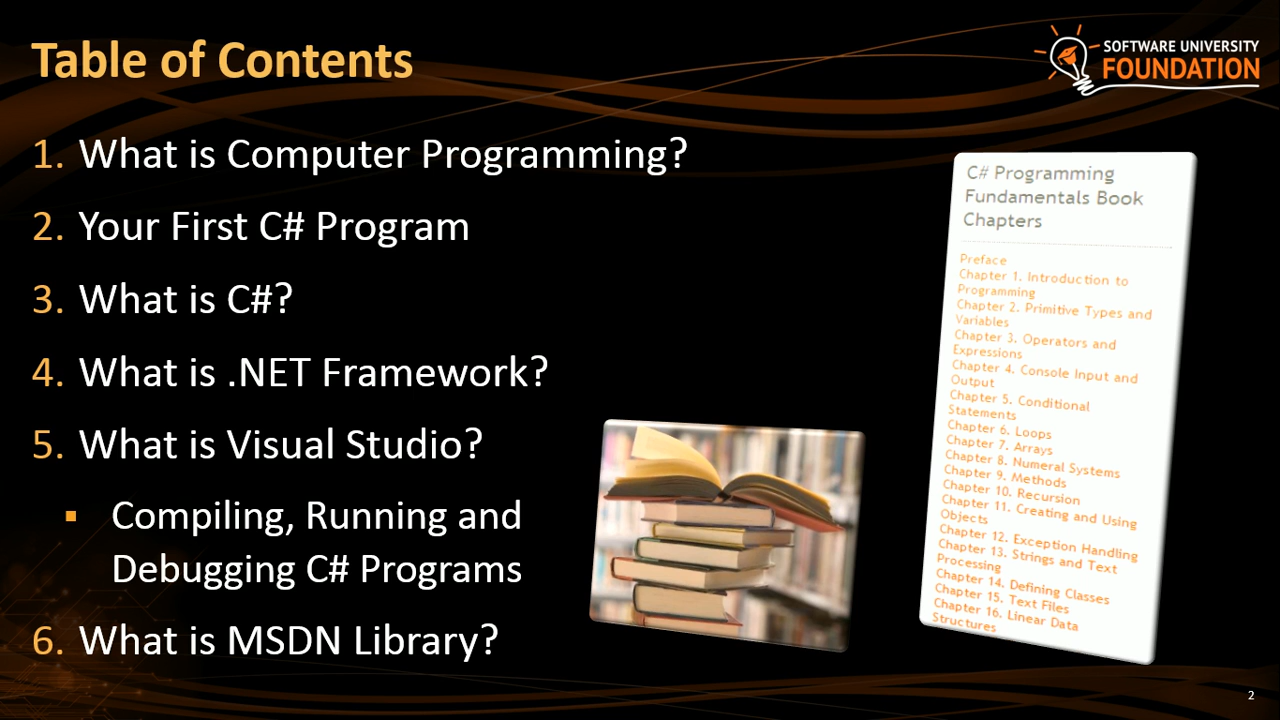 Table of Contents
SOFTWARE UNIVERSITY
FOUNDATION
1. What is Computer Programming?
2. Your First C# Program
3. What is C#?
4. What is .NET Framework?
5. What is Visual Studio?
▪ Compiling, Running and
Debugging C# Programs
6. What is MSDN Library?
C# Programming
Fundamentals Book
Chapters
Preface
Chapter 1. Introduction to
Programming
Chapter 2. Primitive Types and
Variables
Chapter 3. Operators and
Expressions
Chapter 4. Console Input and
Output
Chapter 5. Conditional
Statements
Chapter 6. Loops
Chapter 7. Arrays
Chapter 8. Numeral Systems
Chapter 9. Methods
Chapter 10. Recursion
Chapter 11. Creating and Using
Objects
Chapter 12. Exception Handling
Chapter 13. Strings and Text
Processing
Chapter 14. Defining Classes
Chapter 15. Text Files
Chapter 16. Linear Data
Structures
2